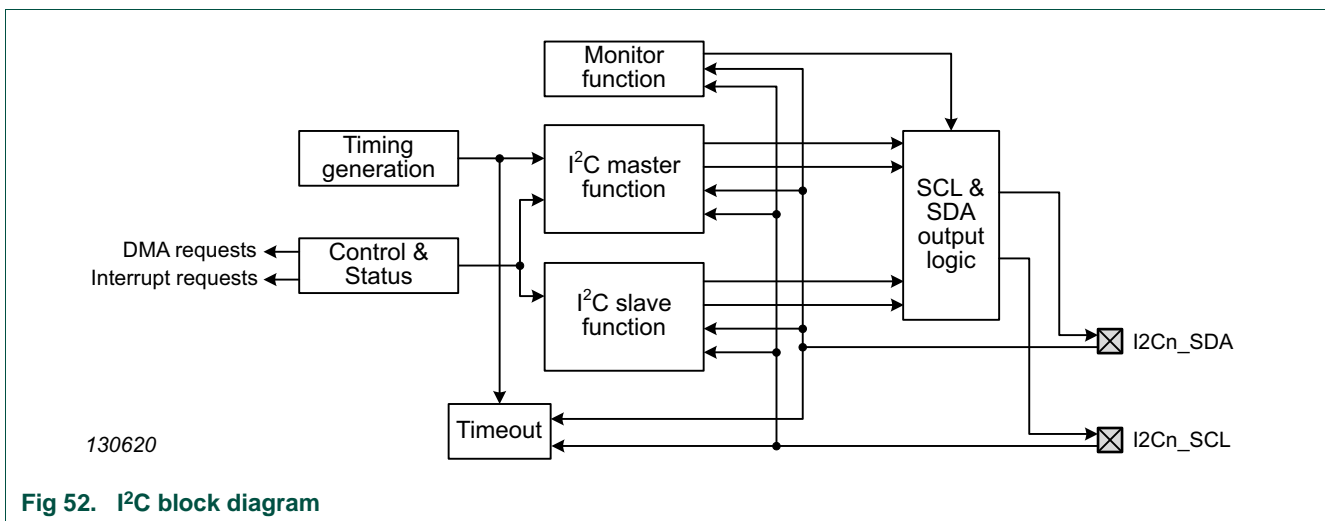 Monitor
function
Timing
generation
I²C master
function
SCL &
SDA
output
logic
DMA requests
Interrupt requests
Control &
Status
I²C slave
function
I2Cn_SDA
Timeout
I2Cn_SCL
130620
Fig 52. I²C block diagram